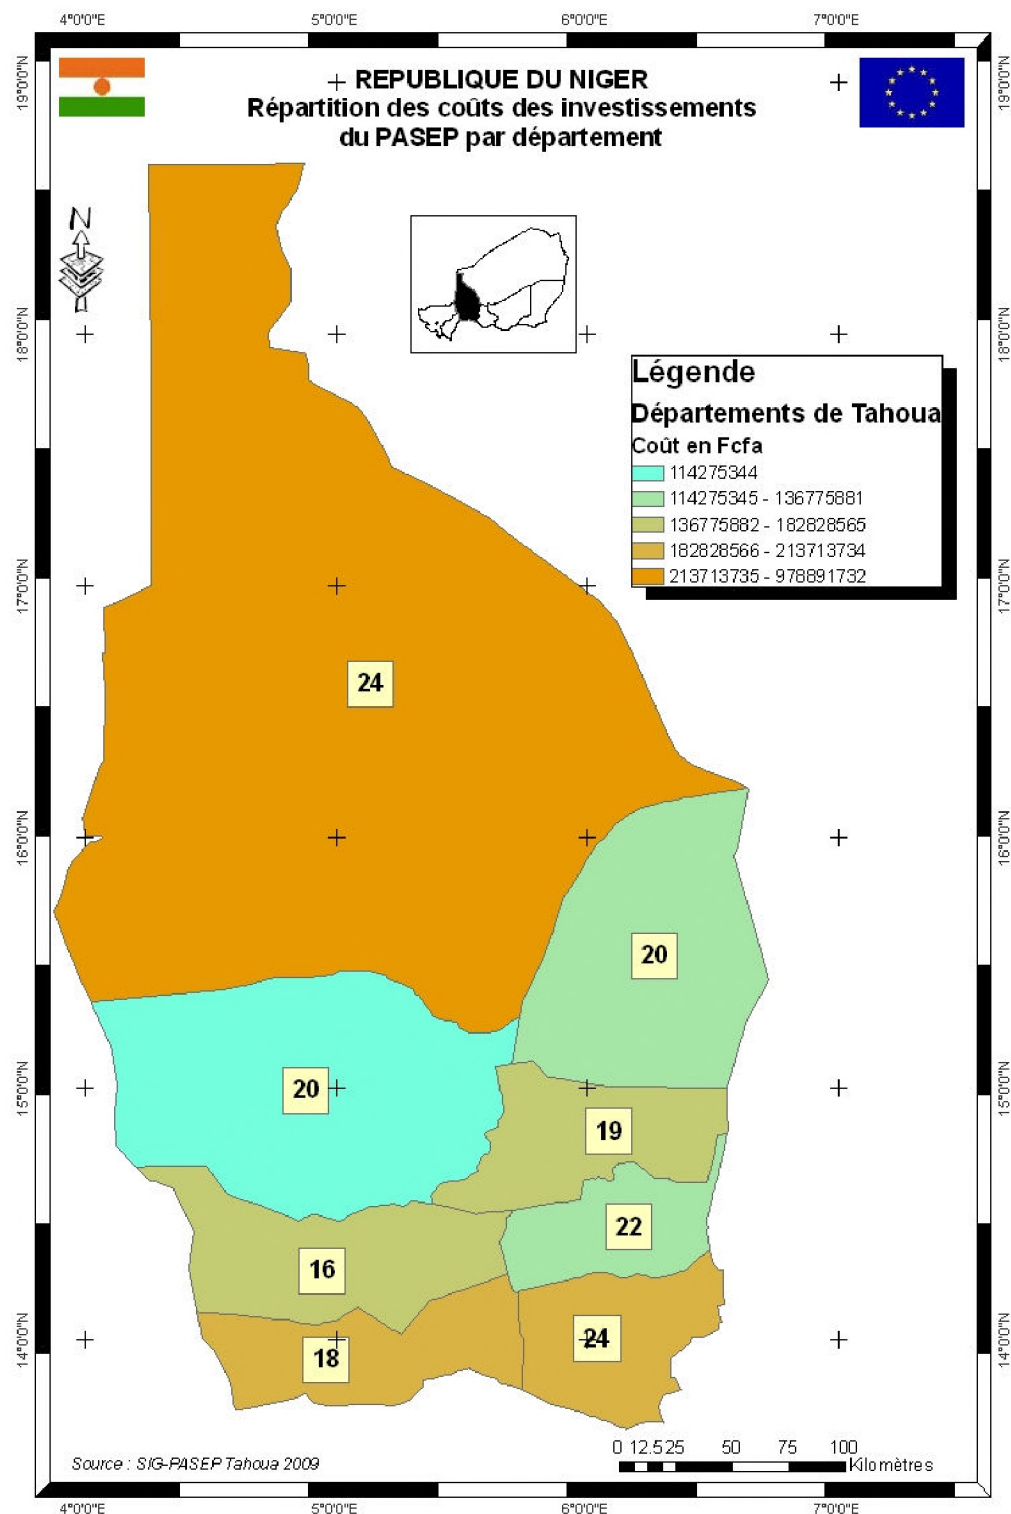 4°0'0"E 5°0'0"E 6°0'0"E 7°0'0"E
19°0'0"N 19°0'0"N
REPUBLIQUE DU NIGER
Répartition des coûts des investissements
du PASEP par département
N
18°0'0"N 18°0'0"N
Légende
Départements de Tahoua
Coût en Fcfa
114275344
114275345 - 136775881
136775882 - 182828565
182828566 - 213713734
213713735 - 978891732
17°0'0"N 17°0'0"N
24
16°0'0"N 16°0'0"N
20
20
15°0'0"N 15°0'0"N
19
22
16
24
14°0'0"N 14°0'0"N
18
0 12.5 25 50 75 100
Kilomètres
Source : SIG-PASEP Tahoua 2009
4°0'0"E 5°0'0"E 6°0'0"E 7°0'0"E